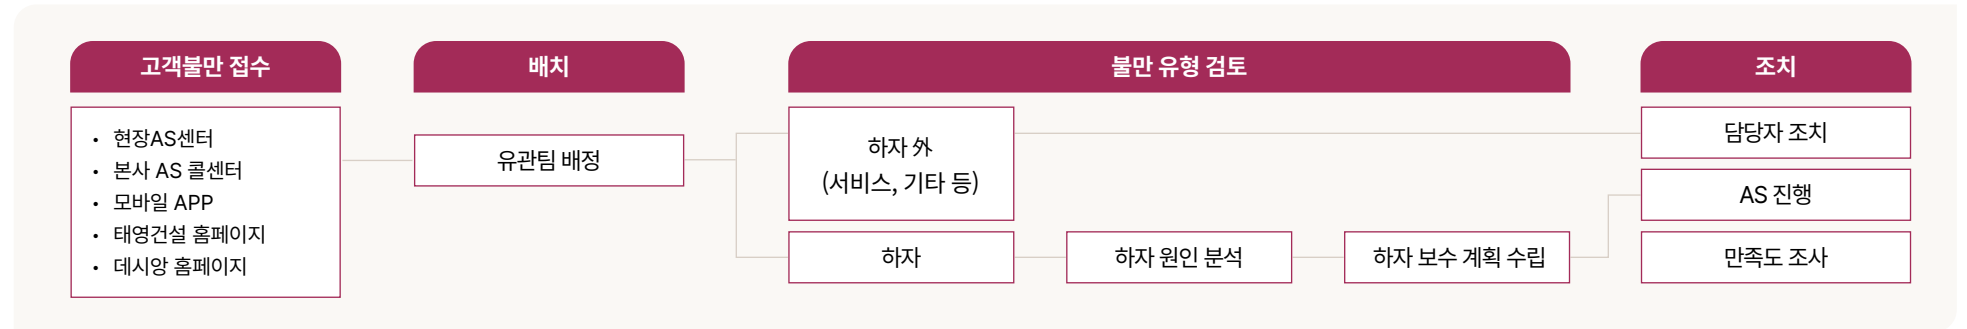 고객불만 접수
• 현장AS센터
• 본사 AS 콜센터
• 모바일 APP
• 태영건설 홈페이지
• 데시앙 홈페이지
배치
유관팀 배정
불만 유형 검토
하자 外
(서비스, 기타 등)
하자
하자 원인 분석
하자 보수 계획 수립
조치
담당자 조치
AS 진행
만족도 조사